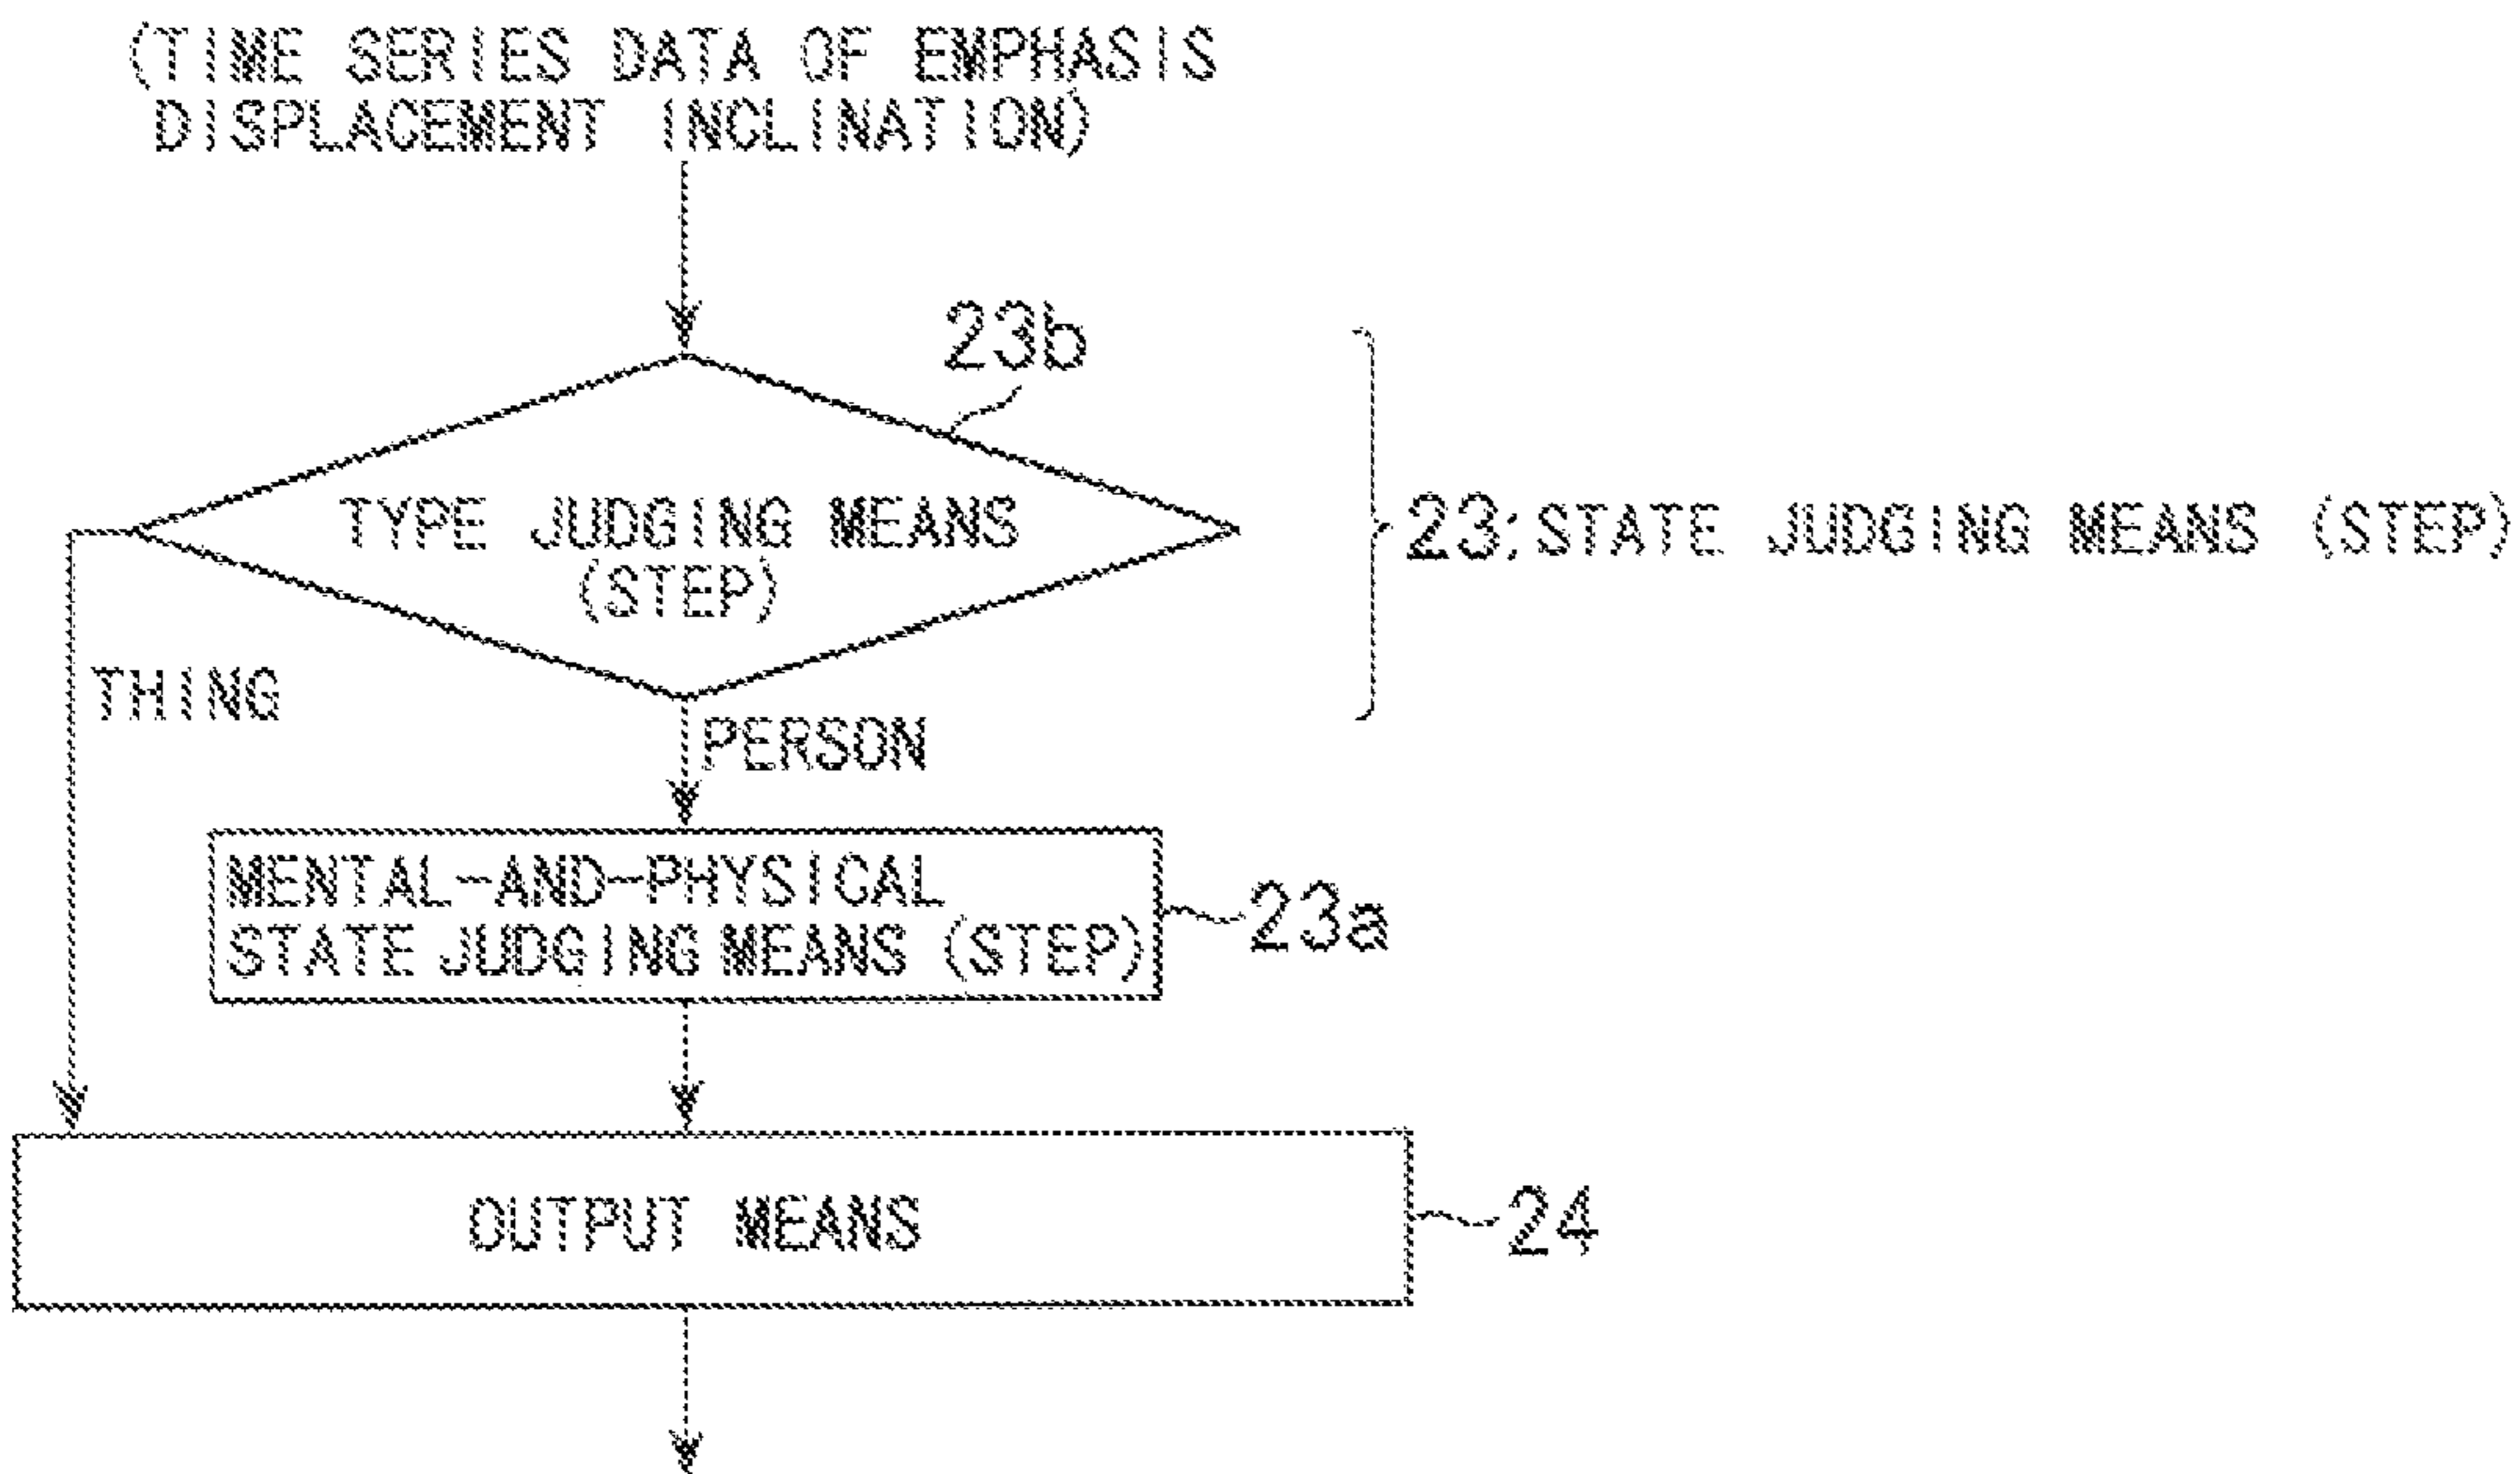 (TIME SERIES DATA OF EMPHASIS
DISPLACEMENT INCLINATION)
23b
TYPE JUDGING MEANS
(STEP)
23;STATE JUDGING MEANS (STEP)
THING
PERSON
MENTAL-AND-PHYSICAL
STATE JUDGING MEANS (STEP)
23a
OUTPUT MEANS
24